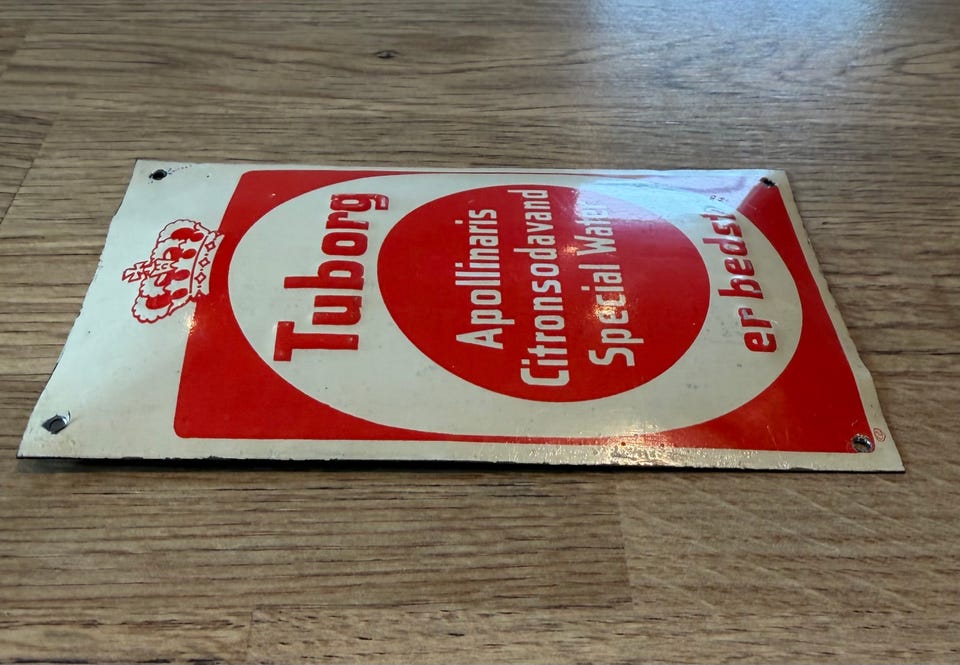 Tuborg
Apollinaris
Citronsodavand
Special Water
er bedst